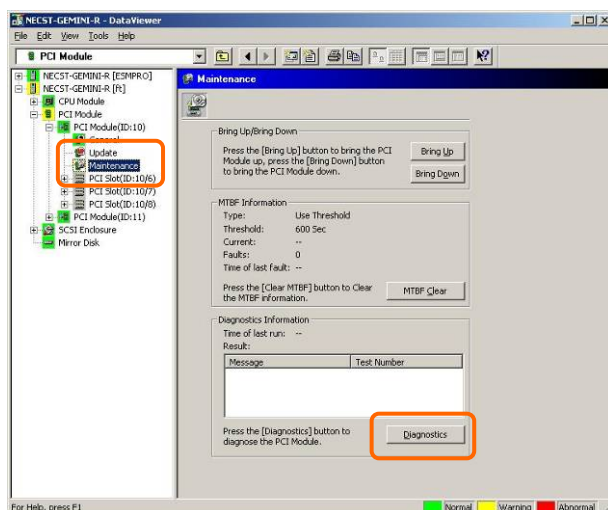 NECST-GEMINI-R - DataViewer
File Edit View Tools Help
PCI Module
NECST-GEMINI-R [ESMPRO]
NECST-GEMINI-R [ft]
CPU Module
PCI Module
PCI Module(ID:10)
General
Update
Maintenance
PCI Slot(ID:10/6)
PCI Slot(ID:10/7)
PCI Slot(ID:10/8)
PCI Module(ID:11)
SCSI Enclosure
Mirror Disk
Maintenance
Bring Up/Bring Down
Press the [Bring Up] button to bring the PCI
Module up, press the [Bring Down] button
to bring the PCI Module down.
Bring Up
Bring Down
MTBF Information
Type: Use Threshold
Threshold: 600 Sec
Current: --
Faults: 0
Time of last fault: --
Press the [Clear MTBF] button to Clear
the MTBF information.
MTBF Clear
Diagnostics Information
Time of last run: --
Result:
Message Test Number
Press the [Diagnostics] button to
diagnose the PCI Module.
Diagnostics
For Help, press F1
Normal Warning Abnormal